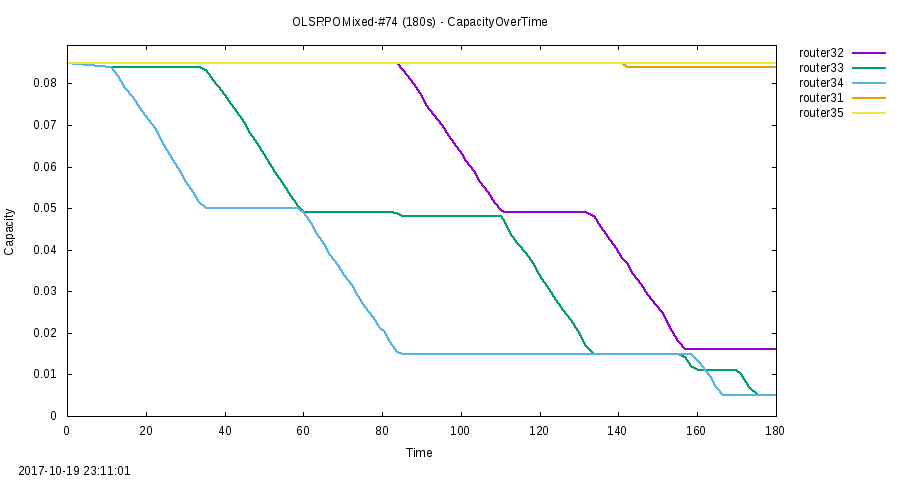 OLSRPOMixed-#74 (180s) - CapacityOverTime
router32
router33
router34
router31
router35
0.08
0.07
0.06
0.05
0.04
0.03
0.02
0.01
0
Capacity
0 20 40 60 80 100 120 140 160 180
Time
2017-10-19 23:11:01